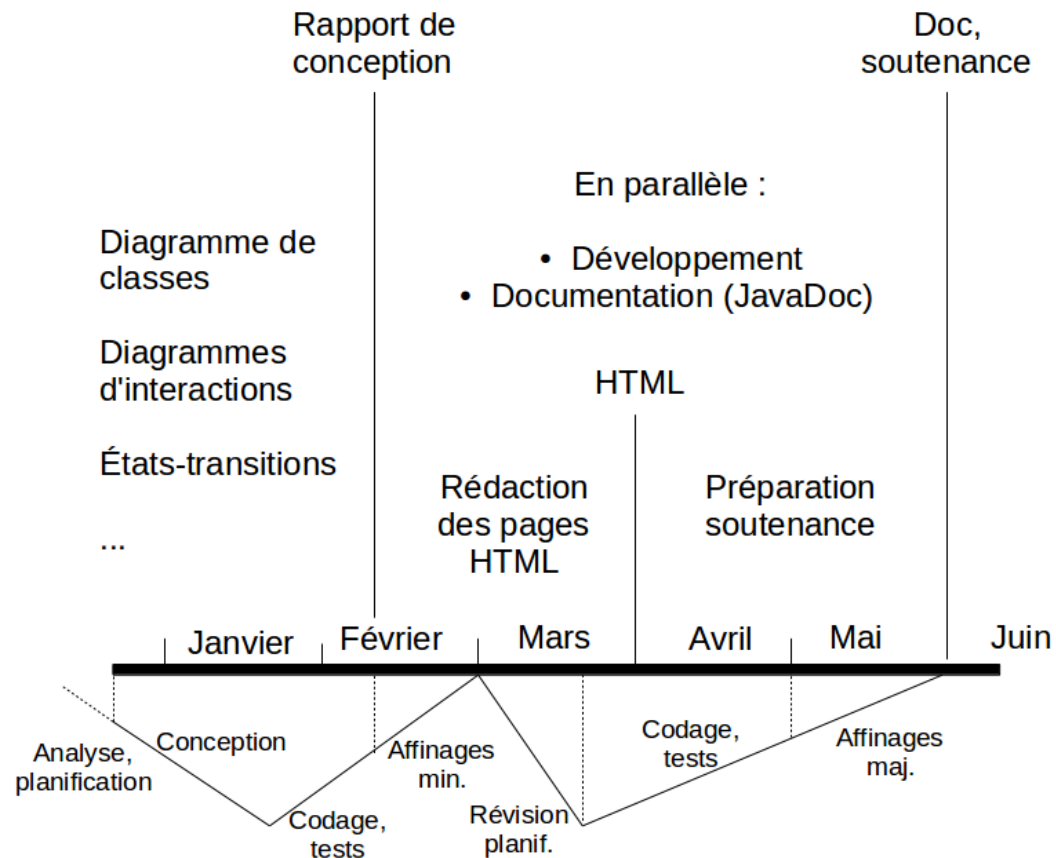 Rapport de
conception
Doc,
soutenance
En parallèle :
• Développement
• Documentation (JavaDoc)
Diagramme de
classes
Diagrammes
d'interactions
États-transitions
...
HTML
Rédaction
des pages
HTML
Préparation
soutenance
Janvier
Février
Mars
Avril
Mai
Juin
Analyse,
planification
Conception
Codage,
tests
Affinages
min.
Révision
planif.
Codage,
tests
Affinages
maj.